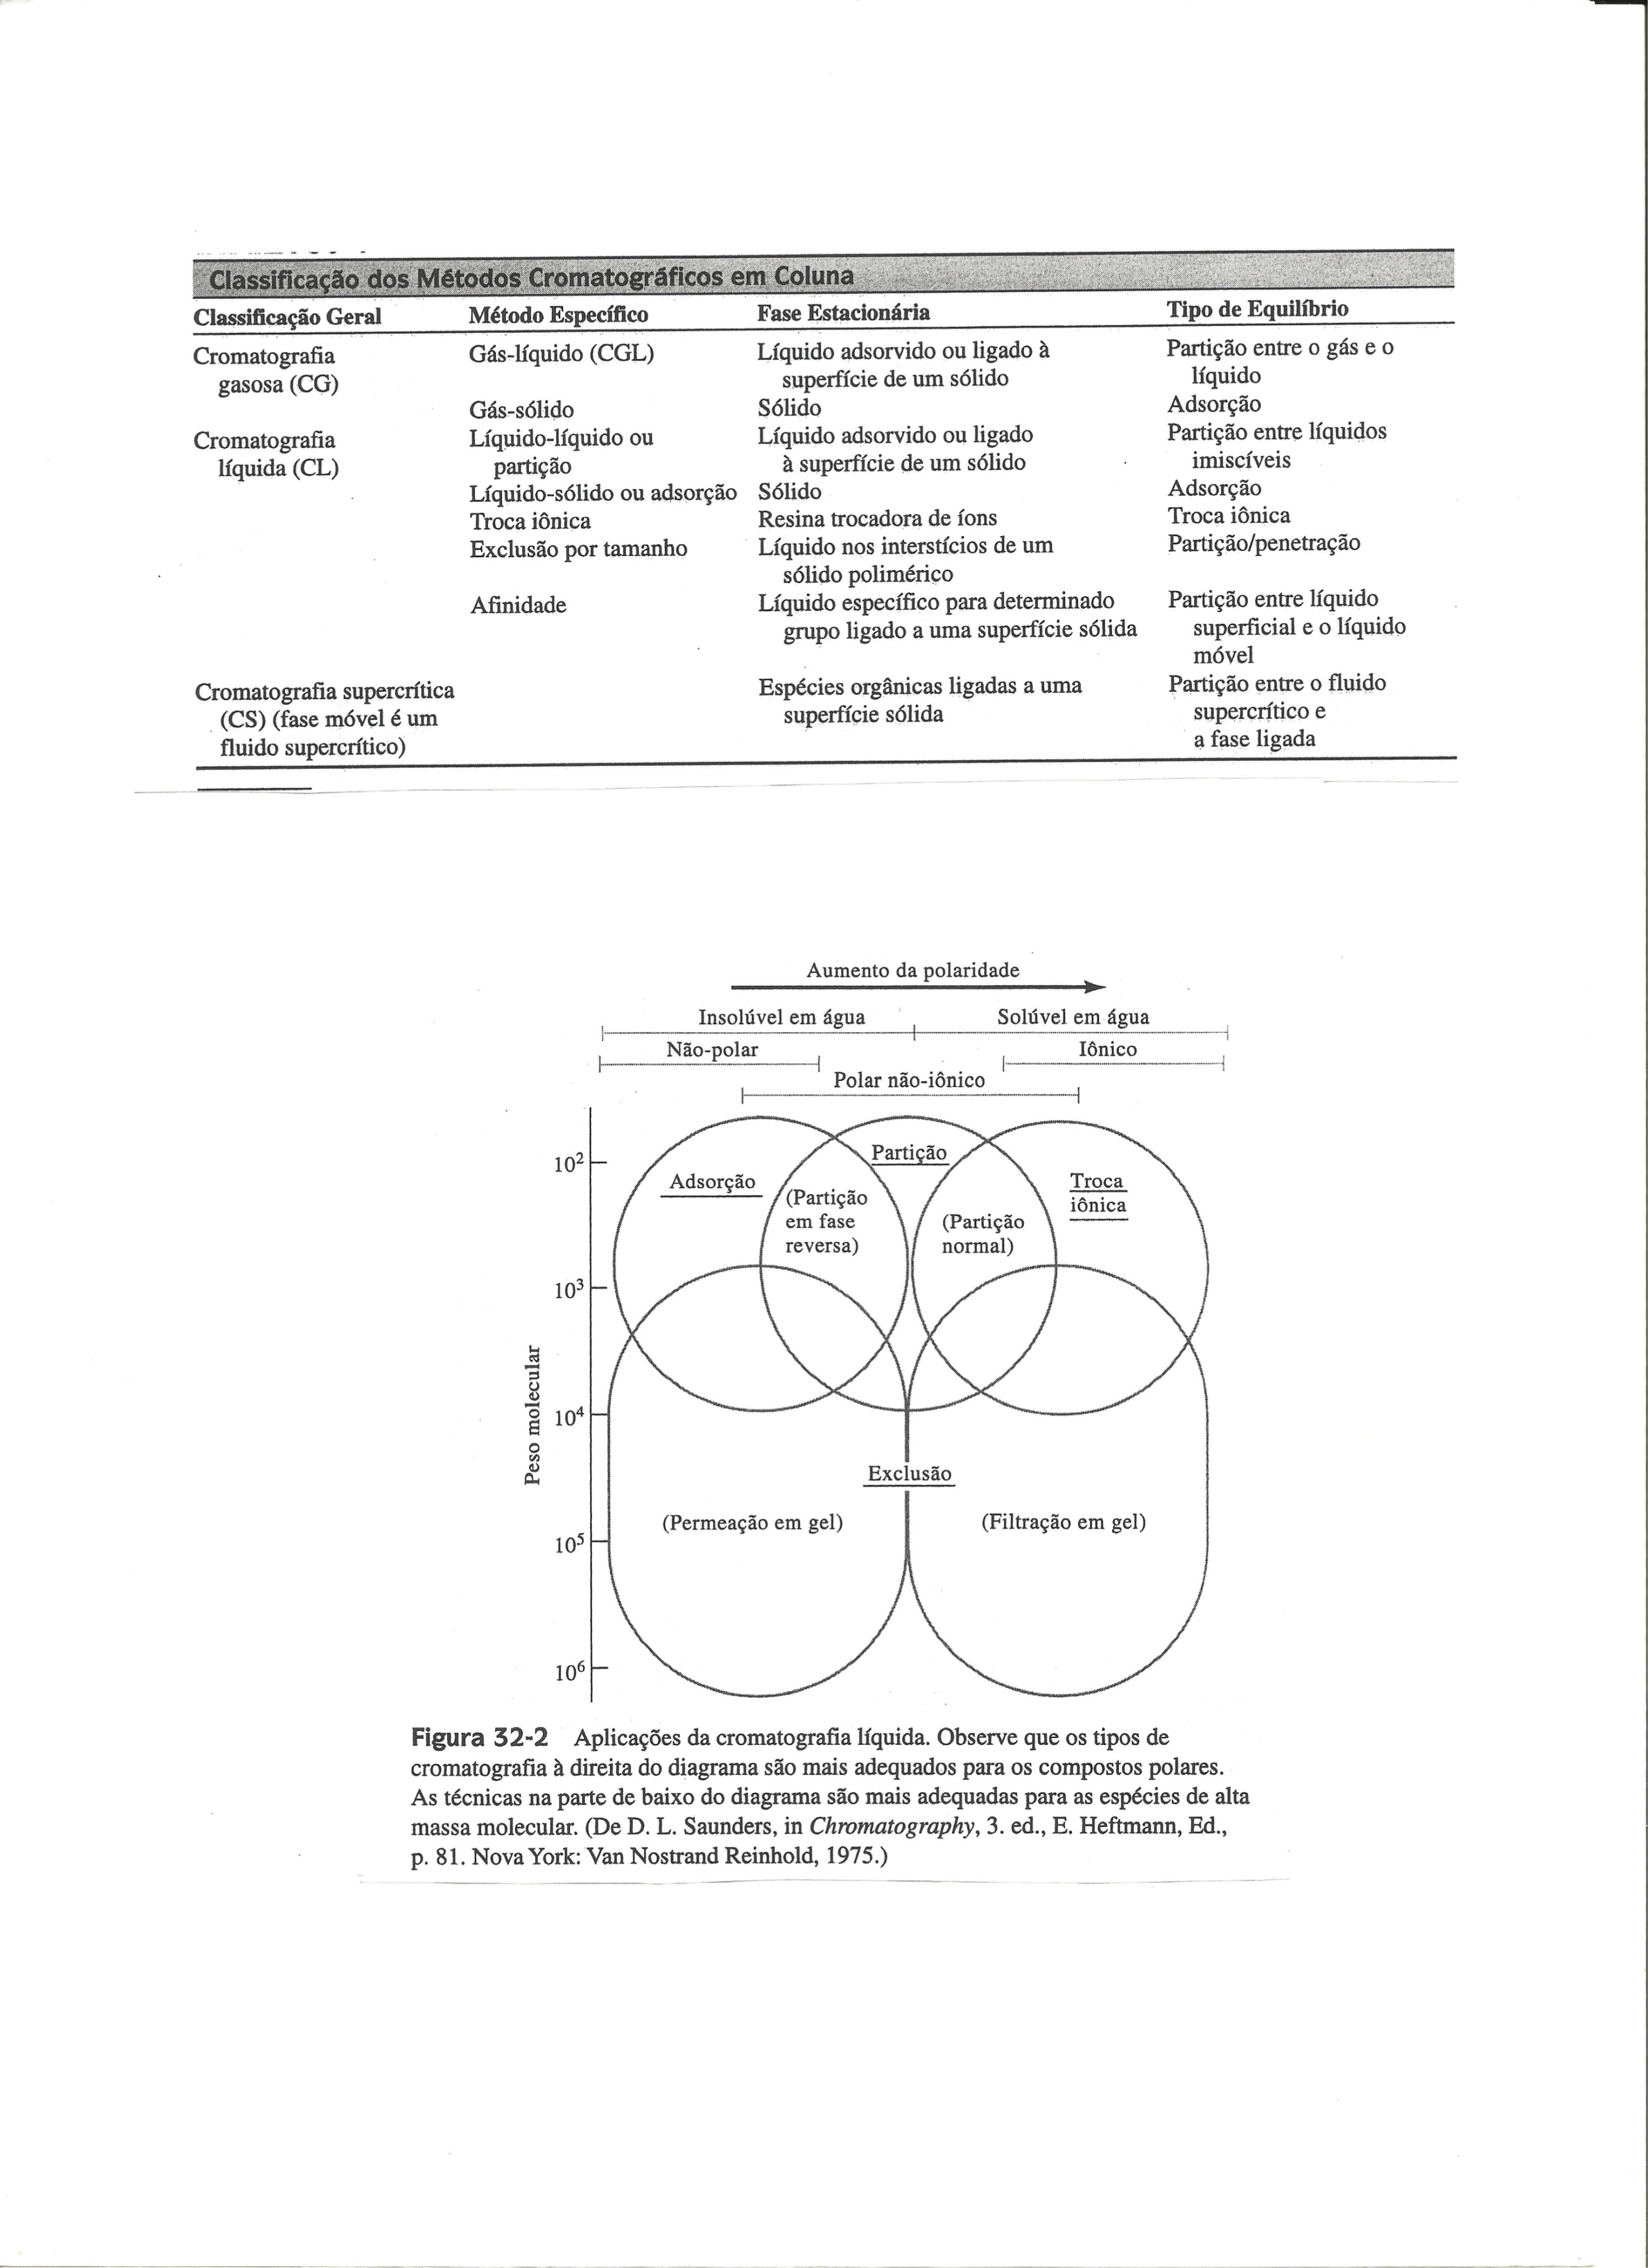 Classificação dos Métodos Cromatográficos em Coluna
Classificação Geral Método Específico Fase Estacionária Tipo de Equilíbrio
Cromatografia Gás-líquido (CGL) Líquido adsorvido ou ligado à Partição entre o gás e o
gasosa (CG) superfície de um sólido líquido
Gás-sólido Sólido Adsorção
Cromatografia Líquido-líquido ou Líquido adsorvido ou ligado Partição entre líquidos
líquida (CL) partição à superfície de um sólido imiscíveis
Líquido-sólido ou adsorção Sólido Adsorção
Troca iônica Resina trocadora de íons Troca iônica
Exclusão por tamanho Líquido nos interstícios de um Partição/penetração
sólido polimérico
Afinidade Líquido específico para determinado Partição entre líquido
grupo ligado a uma superfície sólida superficial e o líquido
móvel
Cromatografia supercrítica Espécies orgânicas ligadas a uma Partição entre o fluido
(CS) (fase móvel é um superfície sólida supercrítico e
fluido supercrítico) a fase ligada
Aumento da polaridade
Insolúvel em água Solúvel em água
Não-polar Iônico
Polar não-iônico
Partição
10²
Adsorção Troca
(Partição iônica
em fase (Partição
reversa) normal)
10³
Peso molecular
10⁴
Exclusão
(Permeação em gel) (Filtração em gel)
10⁵
10⁶
Figura 32-2 Aplicações da cromatografia líquida. Observe que os tipos de
cromatografia à direita do diagrama são mais adequados para os compostos polares.
As técnicas na parte de baixo do diagrama são mais adequadas para as espécies de alta
massa molecular. (De D. L. Saunders, in Chromatography, 3. ed., E. Heftmann, Ed.,
p. 81. Nova York: Van Nostrand Reinhold, 1975.)